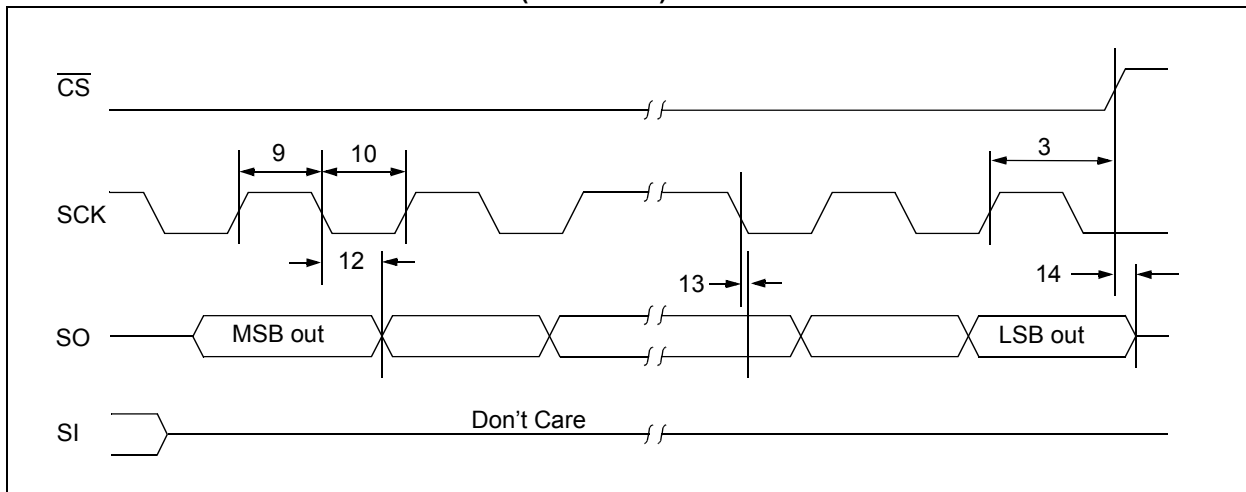 CS
9
10
3
SCK
12
13
14
SO
MSB out
LSB out
SI
Don't Care